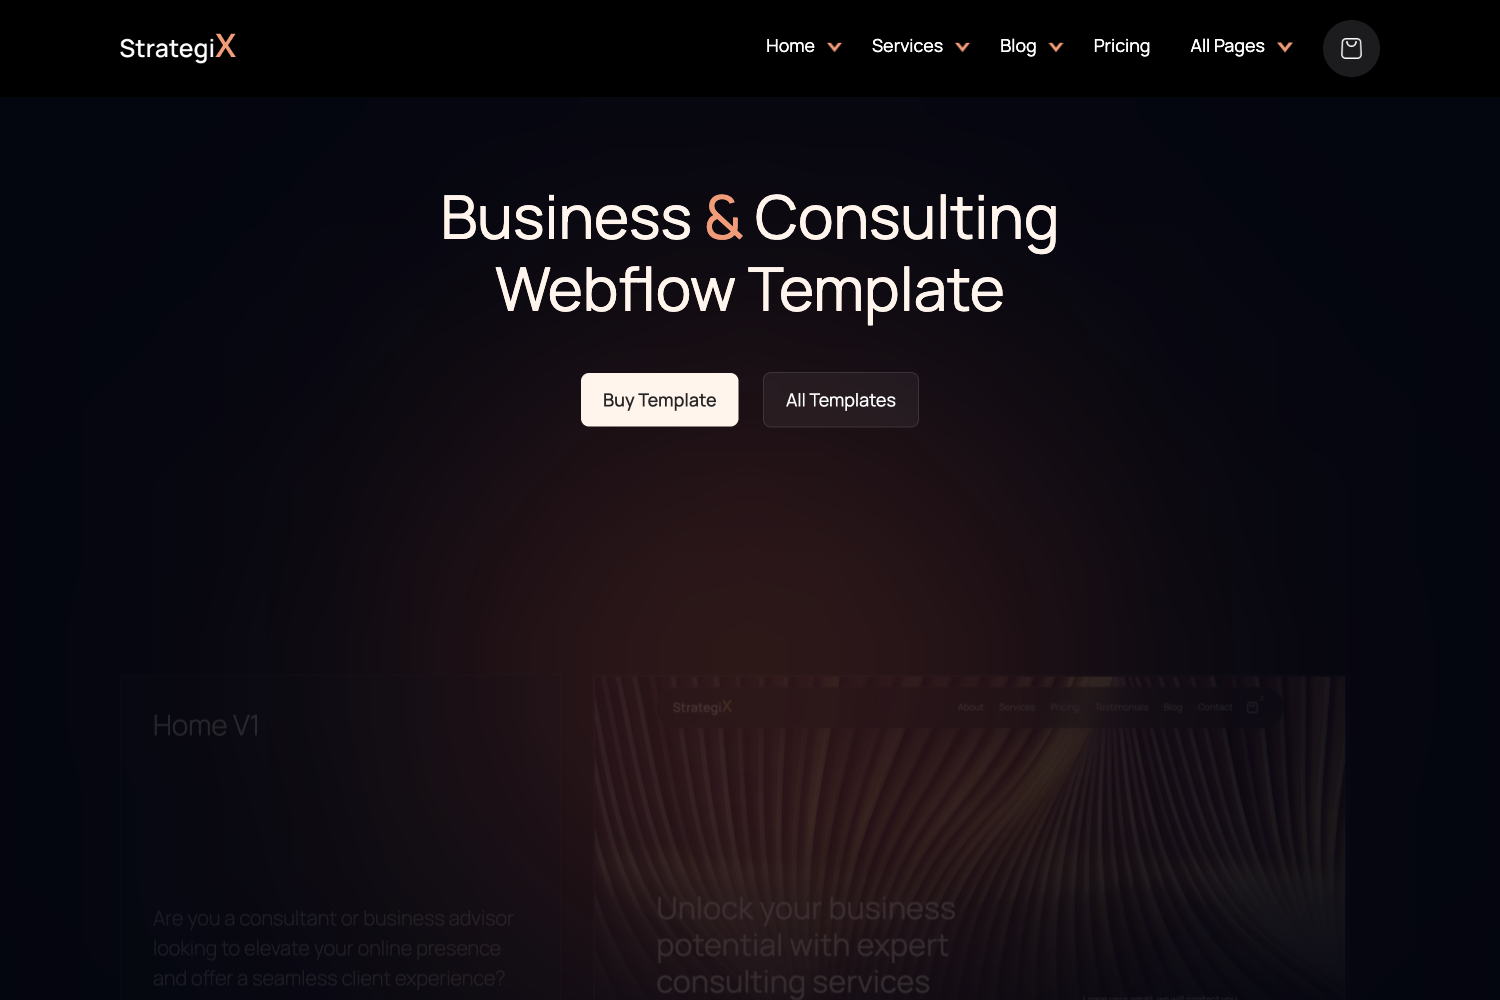 StrategiX
Home
Services
Blog
Pricing
All Pages
Business & Consulting
Webflow Template
Buy Template
All Templates
Home V1
Are you a consultant or business advisor
looking to elevate your online presence
and offer a seamless client experience?
StrategiX
About
Services
Pricing
Testimonials
Blog
Contact
Unlock your business
potential with expert
consulting services